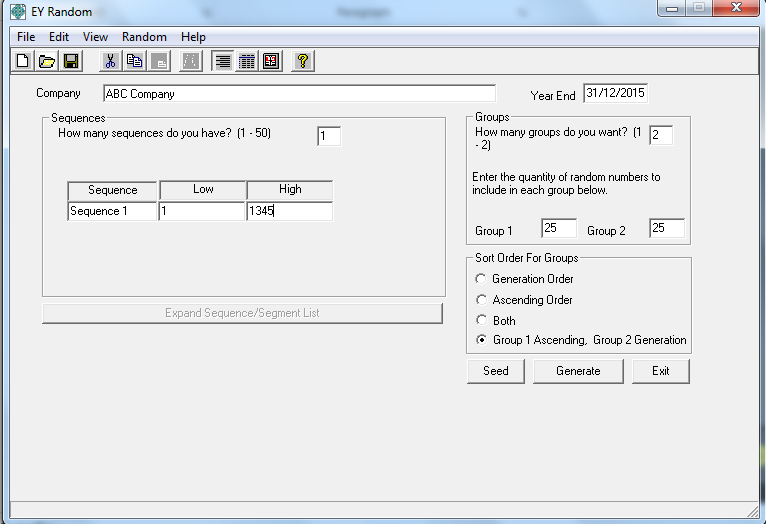 EY Random
File Edit View Random Help
Company ABC Company Year End 31/12/2015
Sequences
How many sequences do you have? (1 - 50) 1
Sequence Low High
Sequence 1 1 1345
Expand Sequence/Segment List
Groups
How many groups do you want? (1
- 2) 2
Enter the quantity of random numbers to
include in each group below.
Group 1 25 Group 2 25
Sort Order For Groups
Generation Order
Ascending Order
Both
Group 1 Ascending, Group 2 Generation
Seed Generate Exit